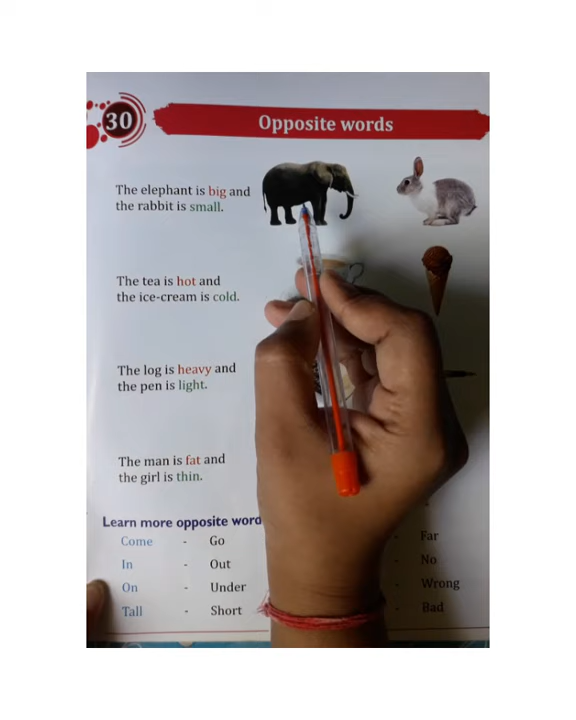 30
Opposite words
The elephant is big and
the rabbit is small.
The tea is hot and
the ice-cream is cold.
The log is heavy and
the pen is light.
The man is fat and
the girl is thin.
Learn more opposite word
Come - Go - Far
In - Out - No
On - Under - Wrong
Tall - Short - Bad